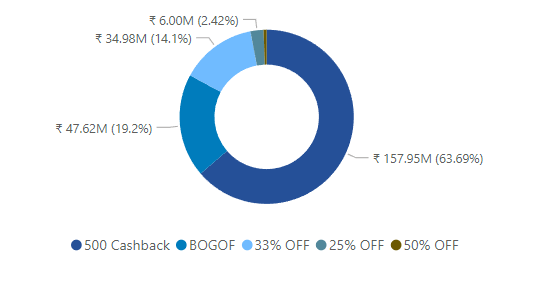 ₹ 6.00M (2.42%)
₹ 34.98M (14.1%)
₹ 47.62M (19.2%)
₹ 157.95M (63.69%)
500 Cashback BOGOF 33% OFF 25% OFF 50% OFF